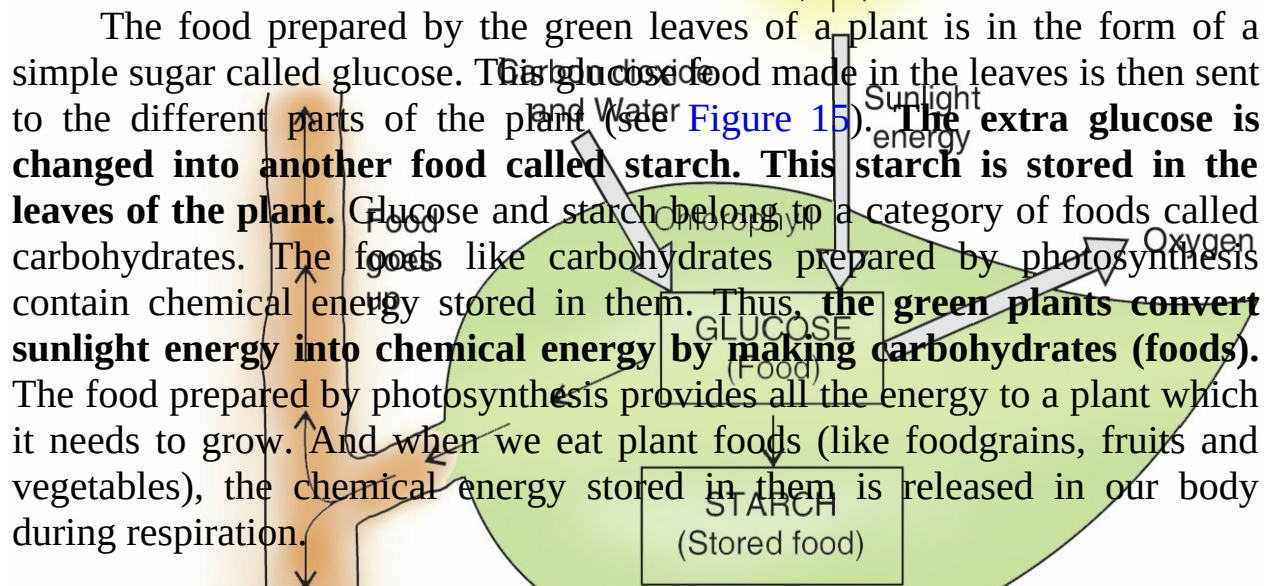 The food prepared by the green leaves of a plant is in the form of a
simple sugar called glucose. This glucose food made in the leaves is then sent
to the different parts of the plant (see Figure 15). The extra glucose is
changed into another food called starch. This starch is stored in the
leaves of the plant. Glucose and starch belong to a category of foods called
carbohydrates. The foods like carbohydrates prepared by photosynthesis
contain chemical energy stored in them. Thus, the green plants convert
sunlight energy into chemical energy by making carbohydrates (foods).
The food prepared by photosynthesis provides all the energy to a plant which
it needs to grow. And when we eat plant foods (like foodgrains, fruits and
vegetables), the chemical energy stored in them is released in our body
during respiration.
Carbon dioxide
and Water
Sunlight
energy
Chlorophyll
Oxygen
Food
goes
up
GLUCOSE
(Food)
STARCH
(Stored food)